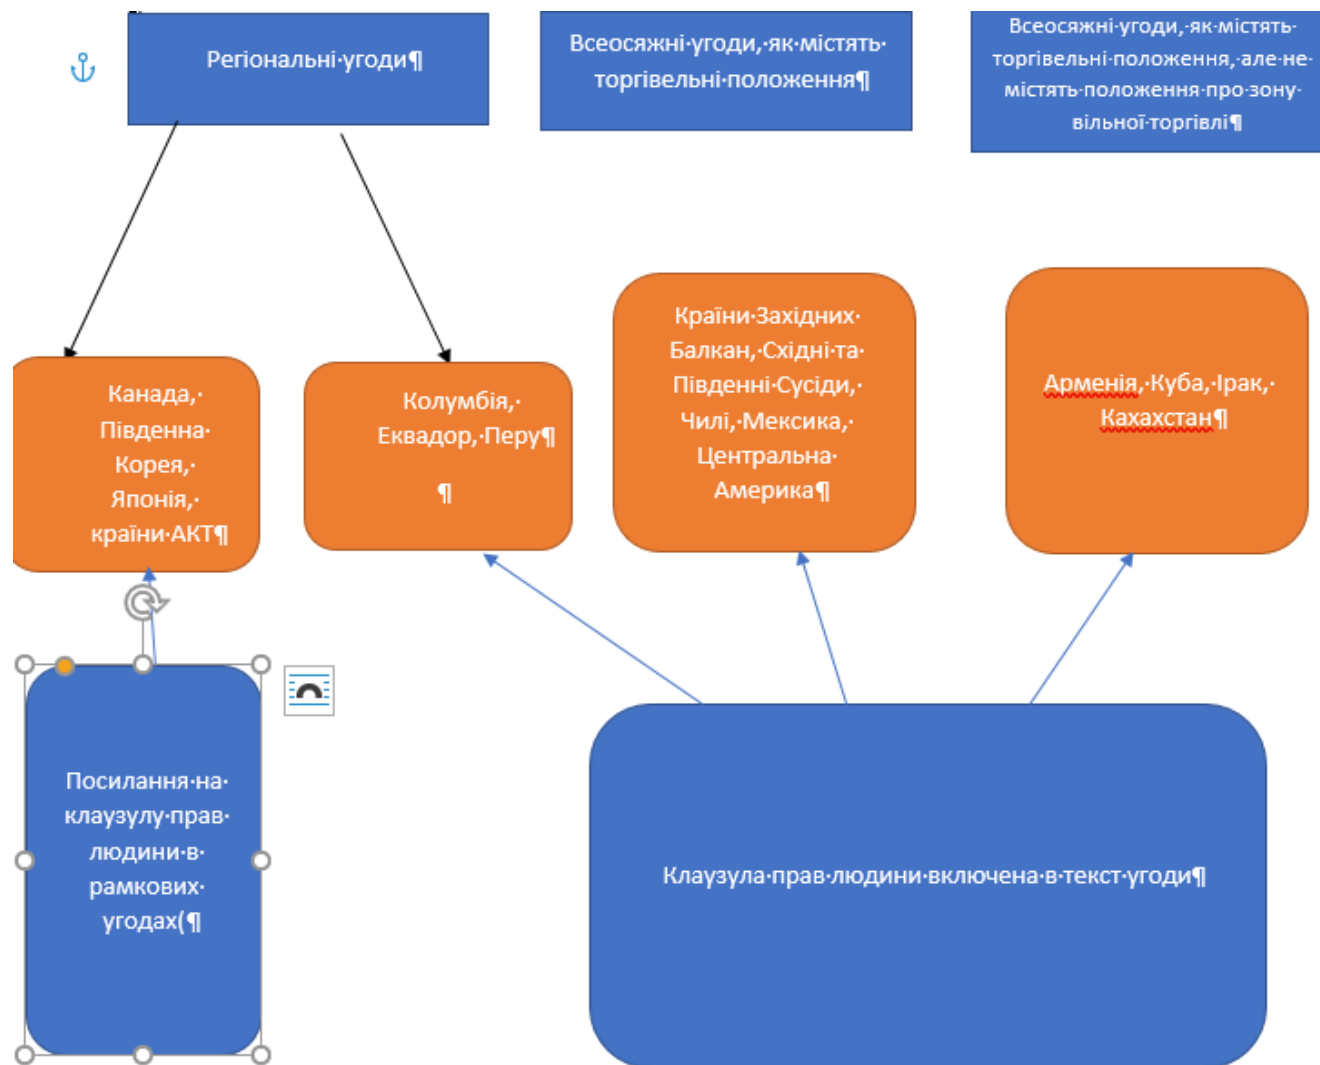 Регіональні·угоди¶
Всеосяжні·угоди,·як·містять·
торгівельні·положення¶
Всеосяжні·угоди,·як·містять·
торгівельні·положення,·але·не·
містять·положення·про·зону·
вільної·торгівлі¶
Канада,·
Південна·
Корея,·
Японія,·
країни·АКТ¶
Колумбія,·
Еквадор,·Перу¶
¶
Країни·Західних·
Балкан,·Східні·та·
Південні·Сусіди,·
Чилі,·Мексика,·
Центральна·
Америка¶
Арменія,·Куба,·Ірак,·
Кахахстан¶
Посилання·на·
клаузулу·прав·
людини·в·
рамкових·
угодах(¶
Клаузула·прав·людини·включена·в·текст·угоди¶